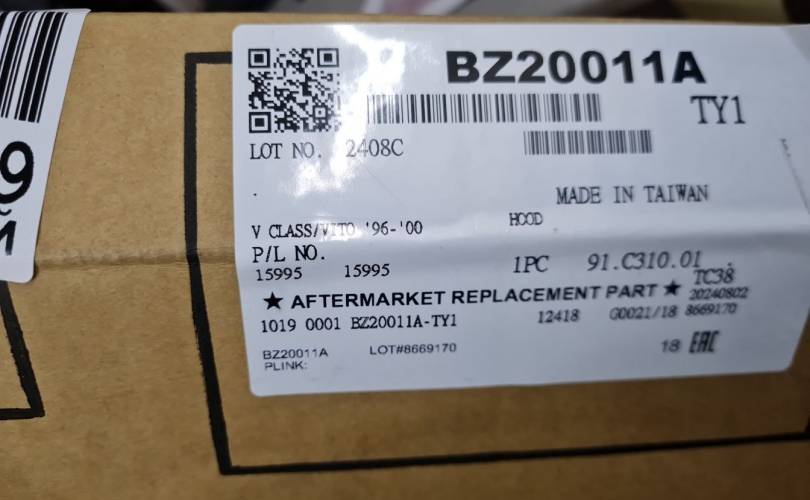 9
BZ20011A
TY1
LOT NO. 2408C
MADE IN TAIWAN
V CLASS/VITO '96-'00
HOOD
P/L NO.
15995 15995
1PC 91.C310.01.
TC38
★ AFTERMARKET REPLACEMENT PART ★ 20240802
1019 0001 BZ20011A-TY1 12418 G0021/18 8669170
BZ20011A LOT#8669170 18 EAC
PLINK: